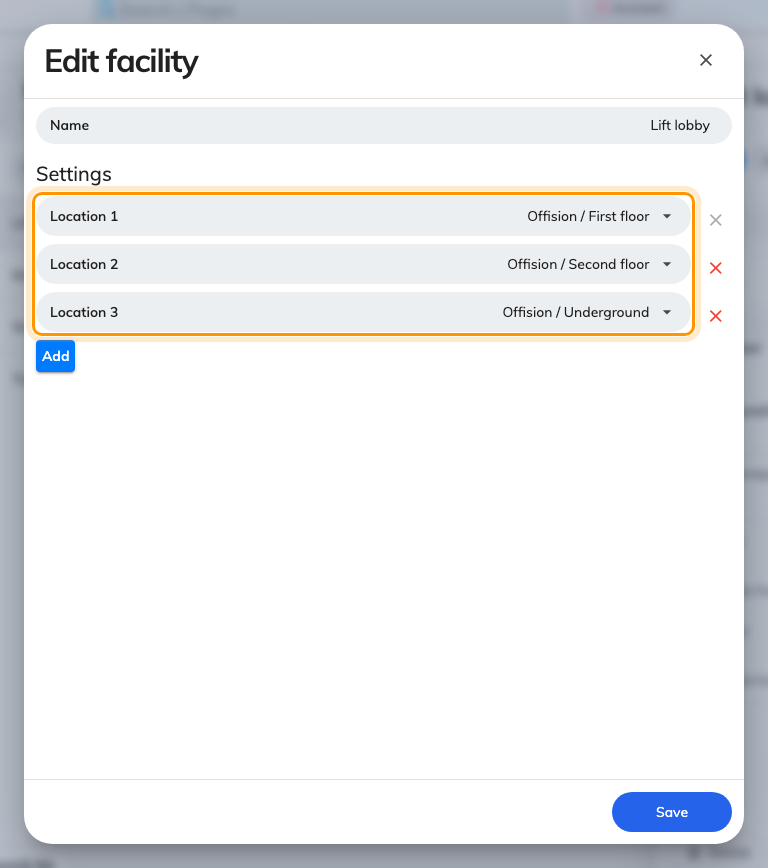 Edit facility
Name Lift lobby
Settings
Location 1 Offision / First floor
Location 2 Offision / Second floor
Location 3 Offision / Underground
Add
Save